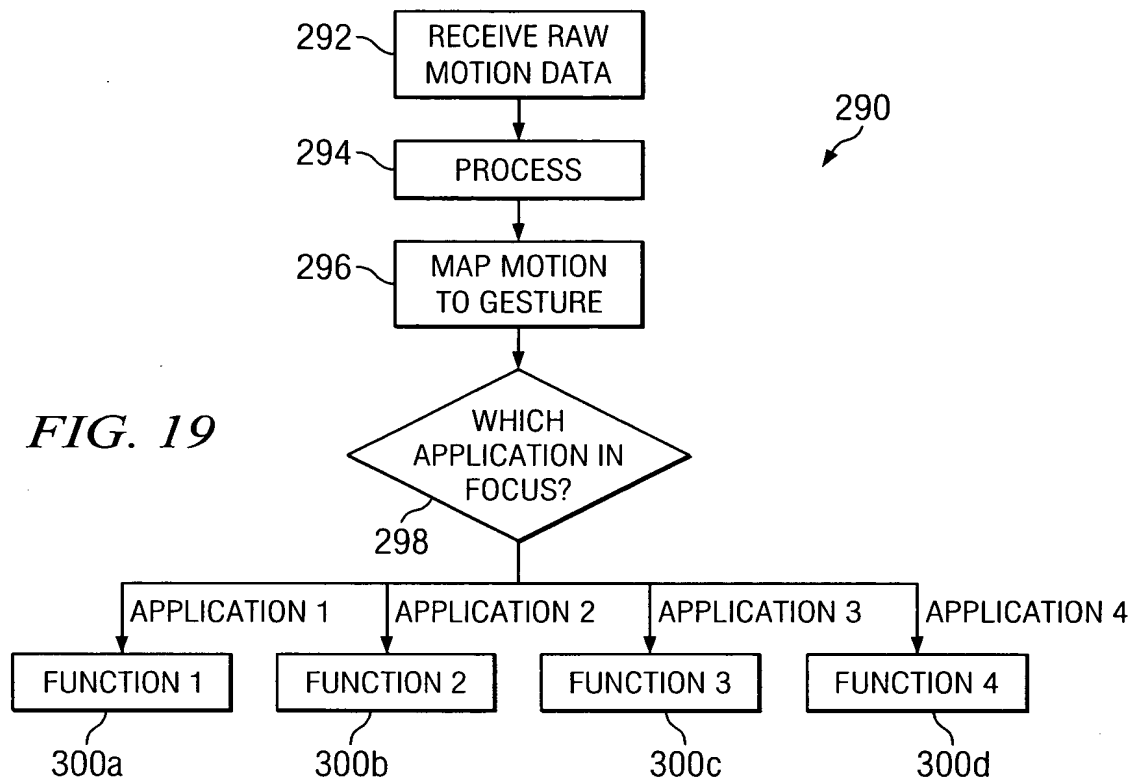 292
RECEIVE RAW
MOTION DATA
290
294
PROCESS
296
MAP MOTION
TO GESTURE
FIG. 19
WHICH
APPLICATION IN
FOCUS?
298
APPLICATION 1
APPLICATION 2
APPLICATION 3
APPLICATION 4
FUNCTION 1
FUNCTION 2
FUNCTION 3
FUNCTION 4
300a
300b
300c
300d